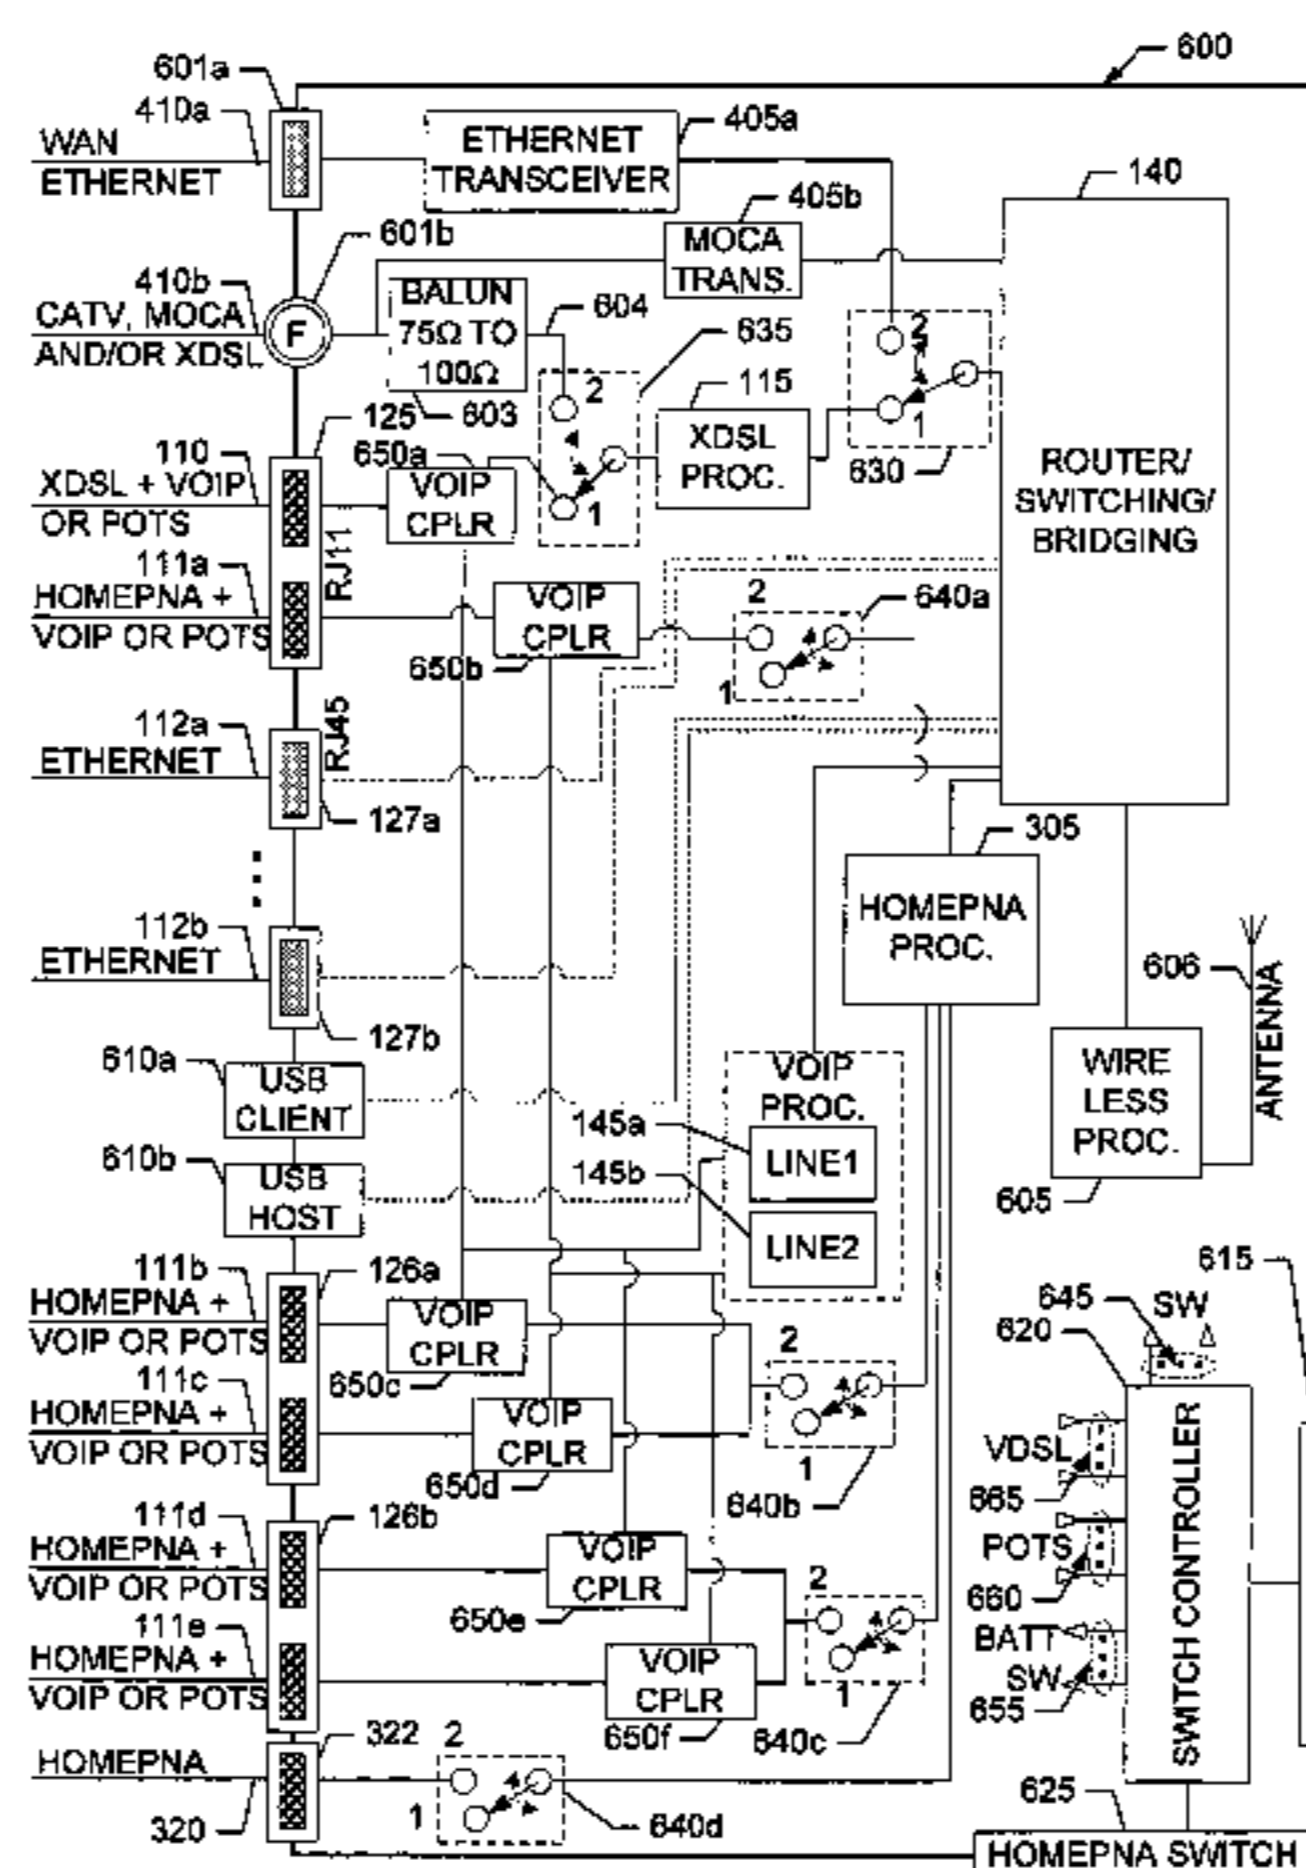 600
601a
410a
WAN
ETHERNET
ETHERNET
TRANSCEIVER
405a
140
405b
MOCA
TRANS.
601b
410b
CATV, MOCA
AND/OR XDSL
F
BALUN
75Ω TO
100Ω
603
604
635
2
1
115
XDSL
PROC.
2
1
630
ROUTER/
SWITCHING/
BRIDGING
125
110
XDSL + VOIP
OR POTS
650a
VOIP
CPLR
RJ11
111a
HOMEPNA +
VOIP OR POTS
VOIP
CPLR
650b
2
1
640a
112a
ETHERNET
RJ45
127a
305
HOMEPNA
PROC.
112b
ETHERNET
127b
606
ANTENNA
WIRE
LESS
PROC.
605
610a
USB
CLIENT
610b
USB
HOST
VOIP
PROC.
145a
LINE1
145b
LINE2
111b
HOMEPNA +
VOIP OR POTS
126a
VOIP
CPLR
650c
111c
HOMEPNA +
VOIP OR POTS
VOIP
CPLR
650d
2
1
640b
615
645
SW
620
VDSL
665
POTS
660
BATT
SW
655
SWITCH CONTROLLER
111d
HOMEPNA +
VOIP OR POTS
126b
VOIP
CPLR
650e
111e
HOMEPNA +
VOIP OR POTS
VOIP
CPLR
650f
2
1
640c
322
HOMEPNA
320
2
1
640d
625
HOMEPNA SWITCH